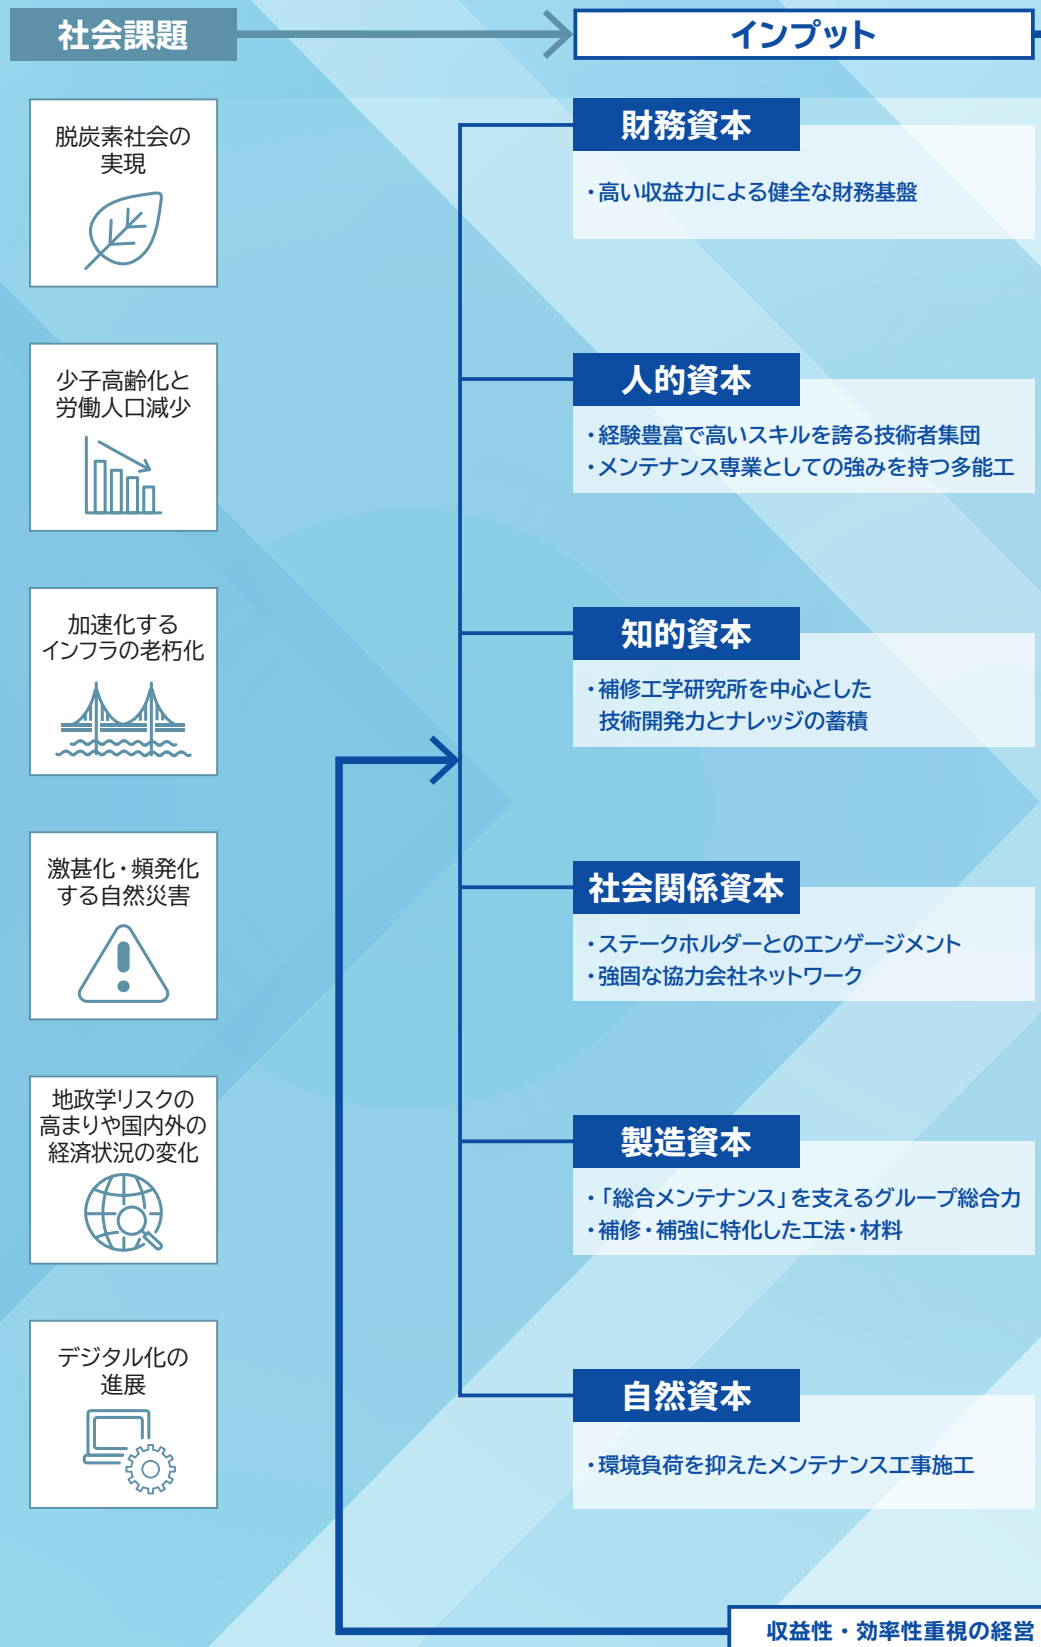 社会課題
インプット
脱炭素社会の
実現
少子高齢化と
労働人口減少
加速化する
インフラの老朽化
激甚化・頻発化
する自然災害
地政学リスクの
高まりや国内外の
経済状況の変化
デジタル化の
進展
財務資本
・高い収益力による健全な財務基盤
人的資本
・経験豊富で高いスキルを誇る技術者集団
・メンテナンス専業としての強みを持つ多能工
知的資本
・補修工学研究所を中心とした
技術開発力とナレッジの蓄積
社会関係資本
・ステークホルダーとのエンゲージメント
・強固な協力会社ネットワーク
製造資本
・「総合メンテナンス」を支えるグループ総合力
・補修・補強に特化した工法・材料
自然資本
・環境負荷を抑えたメンテナンス工事施工
収益性・効率性重視の経営